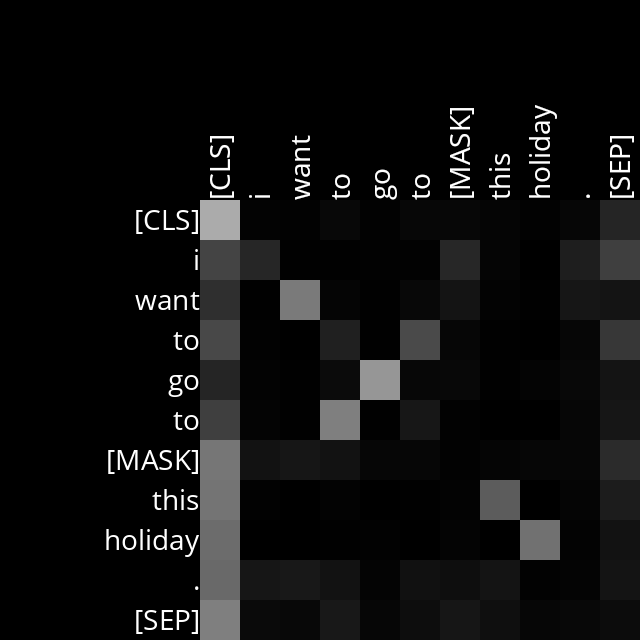 [CLS] i want to go to [MASK] this holiday . [SEP]
[CLS]
i
want
to
go
to
[MASK]
this
holiday
.
[SEP]